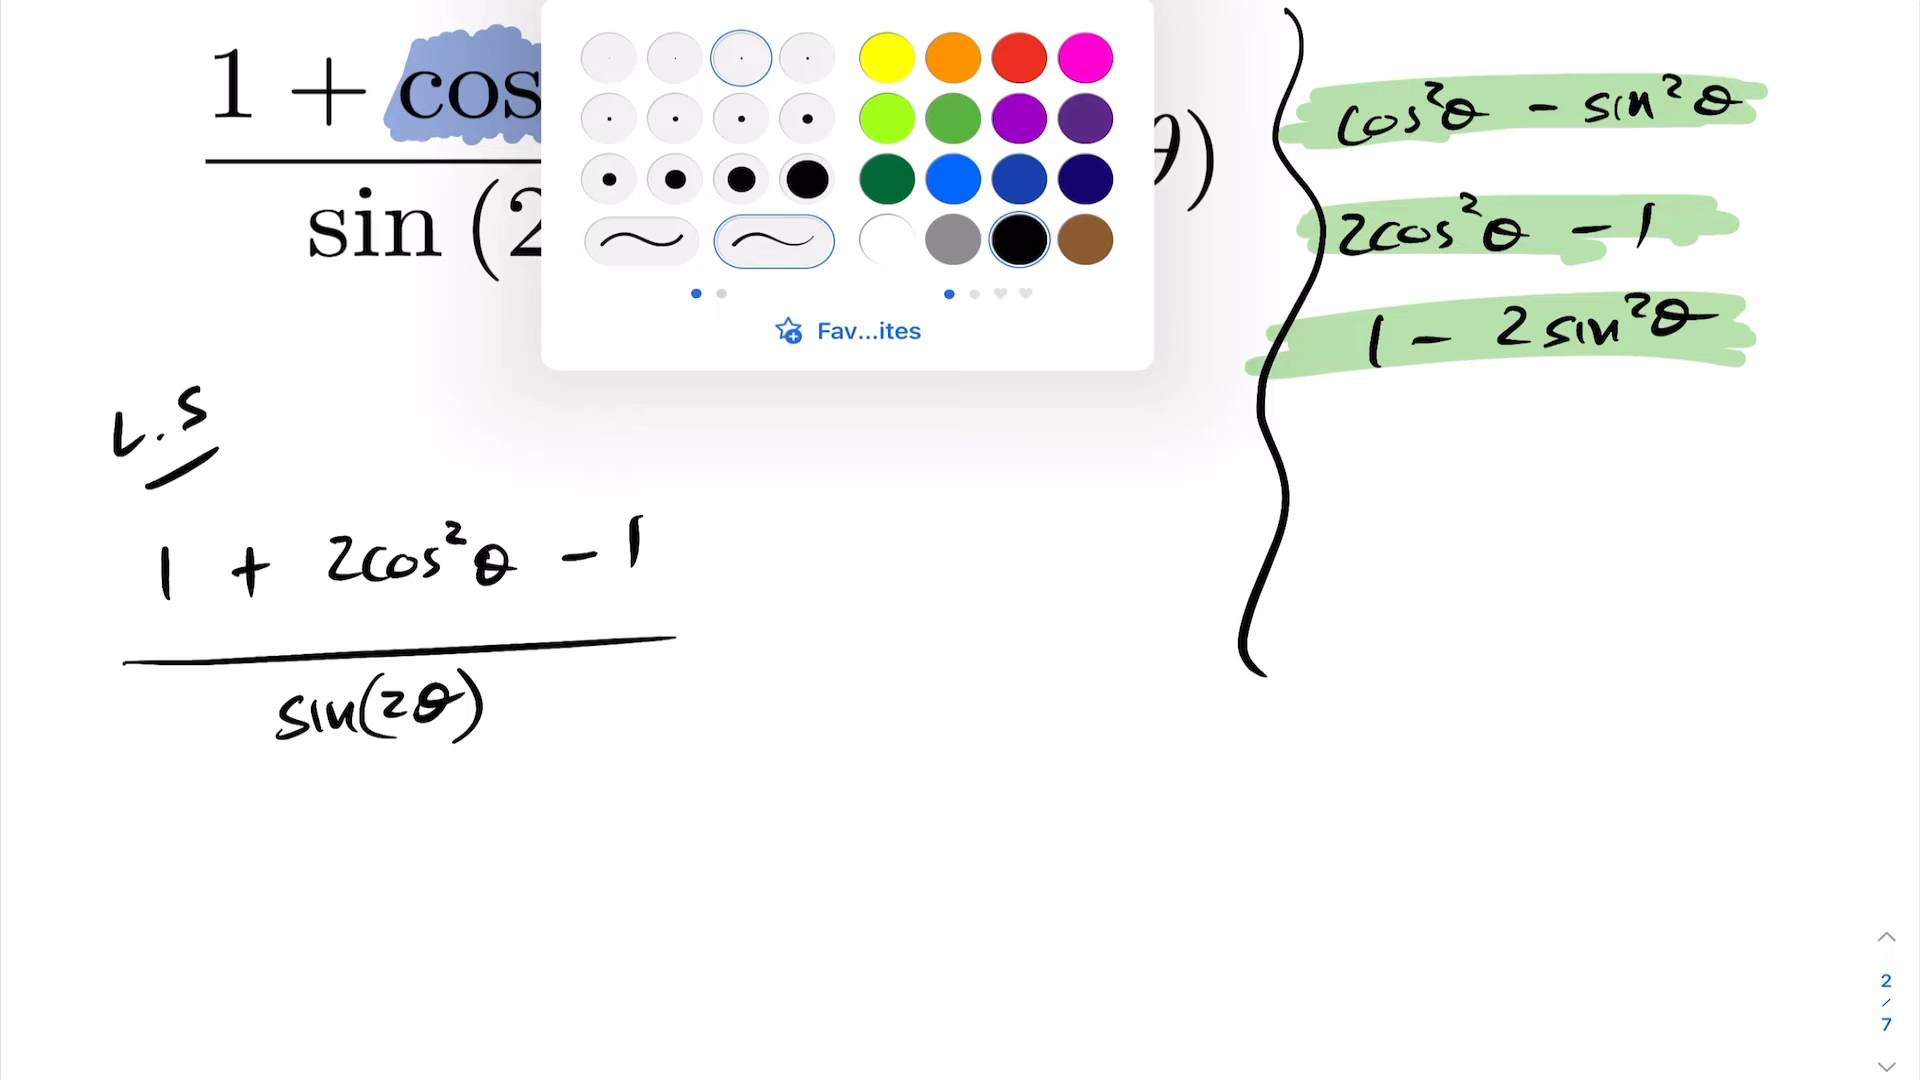 1 + cos
sin (2
θ)
Fav...ites
cos²θ - sin²θ
2cos²θ - 1
1 - 2sin²θ
L.S
1 + 2cos²θ - 1
sin(2θ)
2
/
7